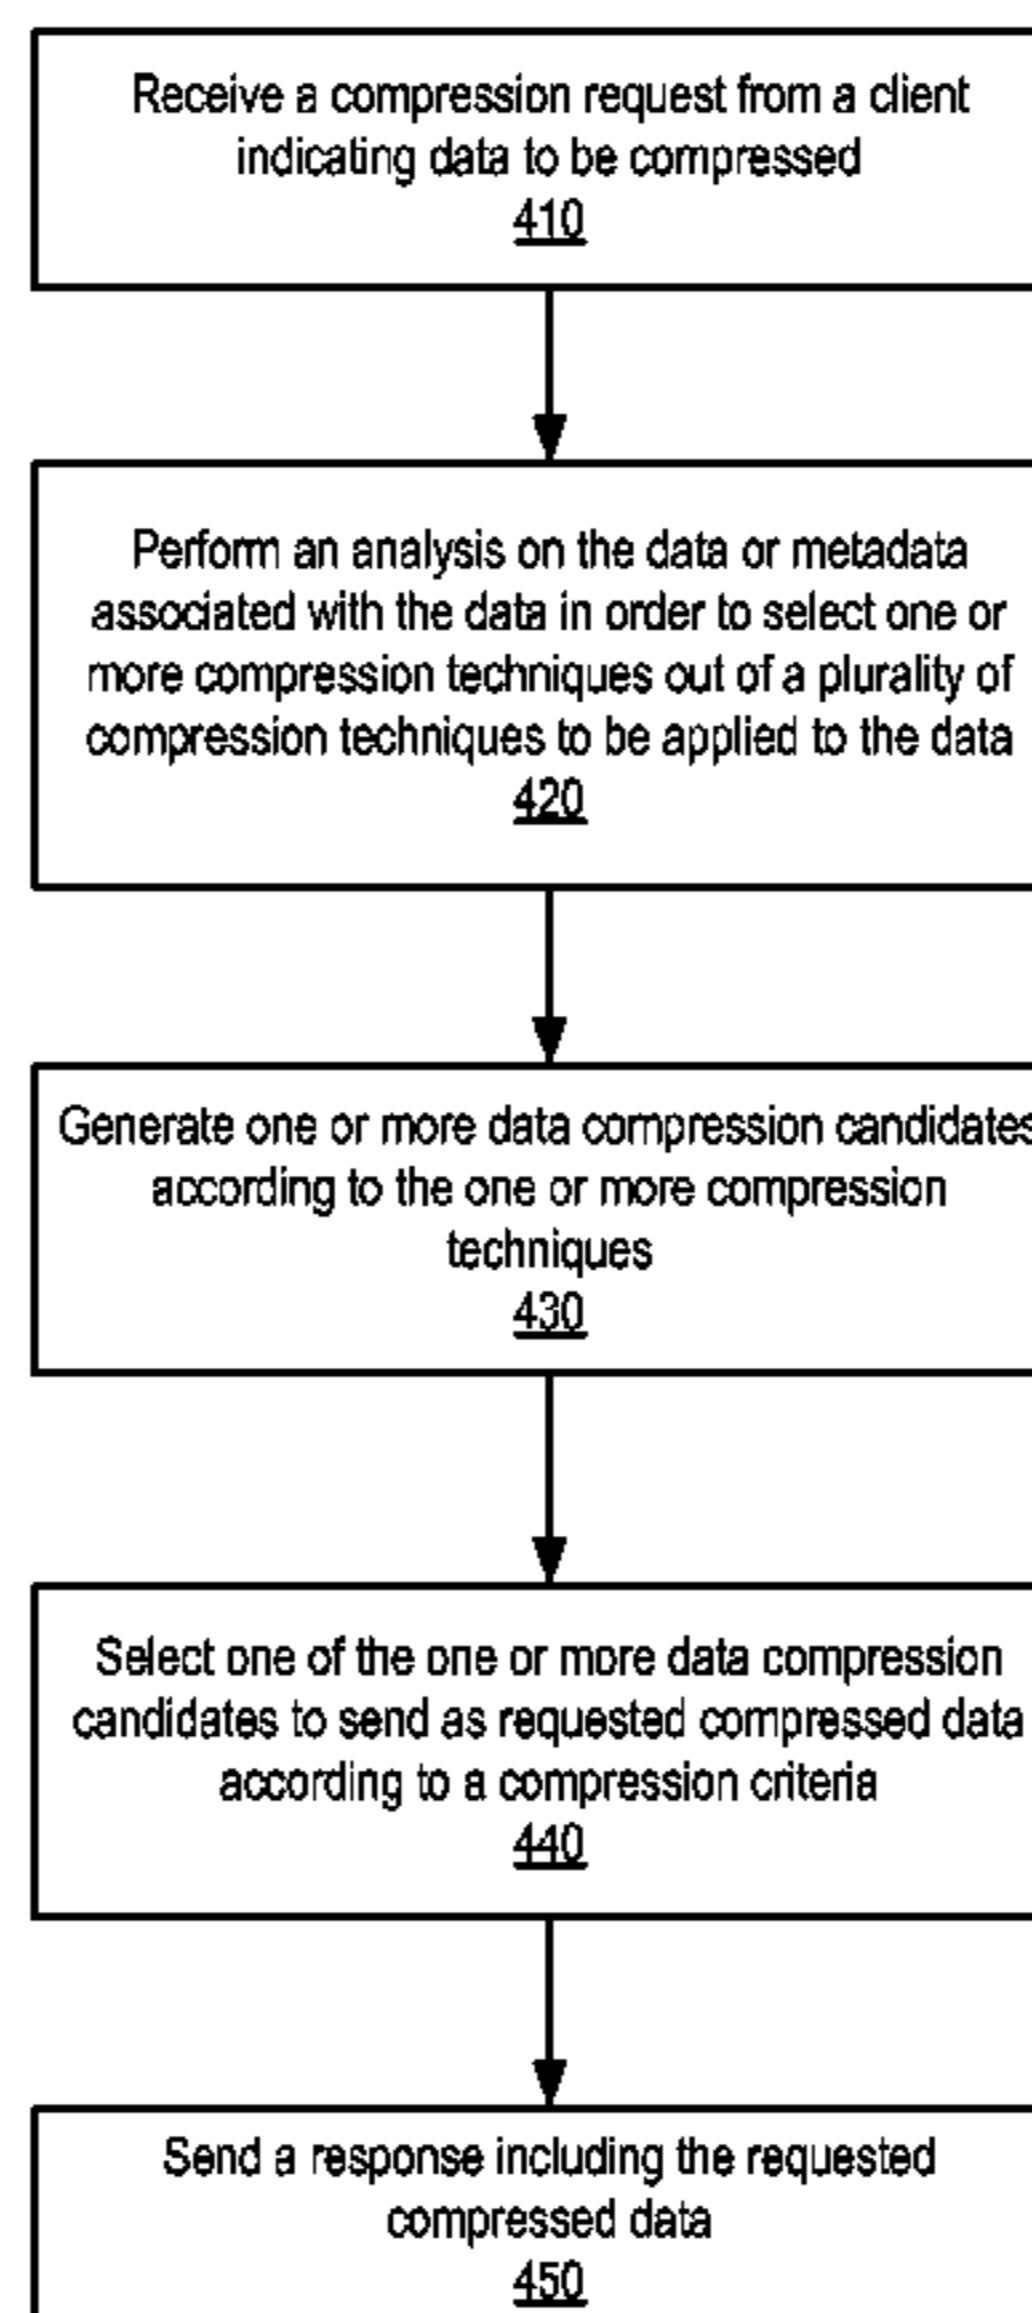 Receive a compression request from a client
indicating data to be compressed
410
Perform an analysis on the data or metadata
associated with the data in order to select one or
more compression techniques out of a plurality of
compression techniques to be applied to the data
420
Generate one or more data compression candidates
according to the one or more compression
techniques
430
Select one of the one or more data compression
candidates to send as requested compressed data
according to a compression criteria
440
Send a response including the requested
compressed data
450